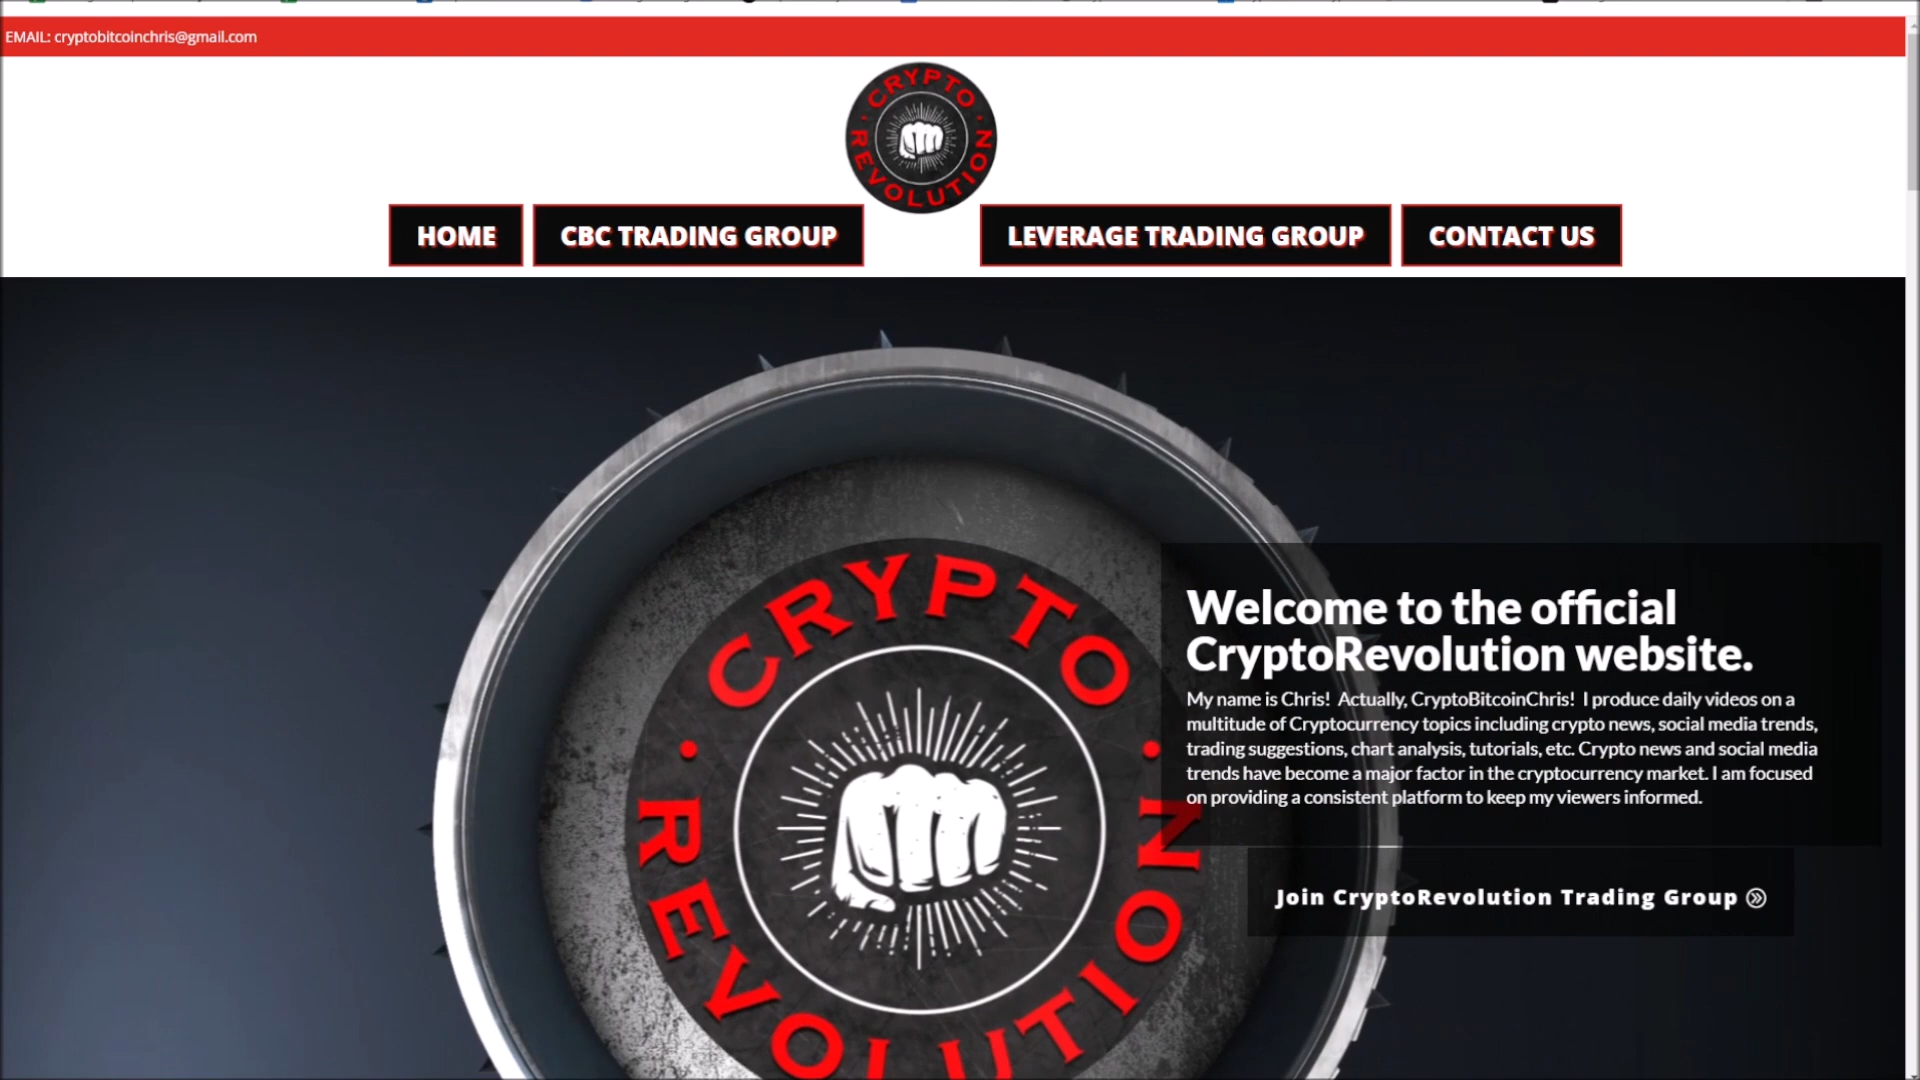 EMAIL: cryptobitcoinchris@gmail.com
CRYPTO
REVOLUTION
HOME
CBC TRADING GROUP
LEVERAGE TRADING GROUP
CONTACT US
CRYPTO
REVOLUTION
Welcome to the official
CryptoRevolution website.
My name is Chris! Actually, CryptoBitcoinChris! I produce daily videos on a
multitude of Cryptocurrency topics including crypto news, social media trends,
trading suggestions, chart analysis, tutorials, etc. Crypto news and social media
trends have become a major factor in the cryptocurrency market. I am focused
on providing a consistent platform to keep my viewers informed.
Join CryptoRevolution Trading Group